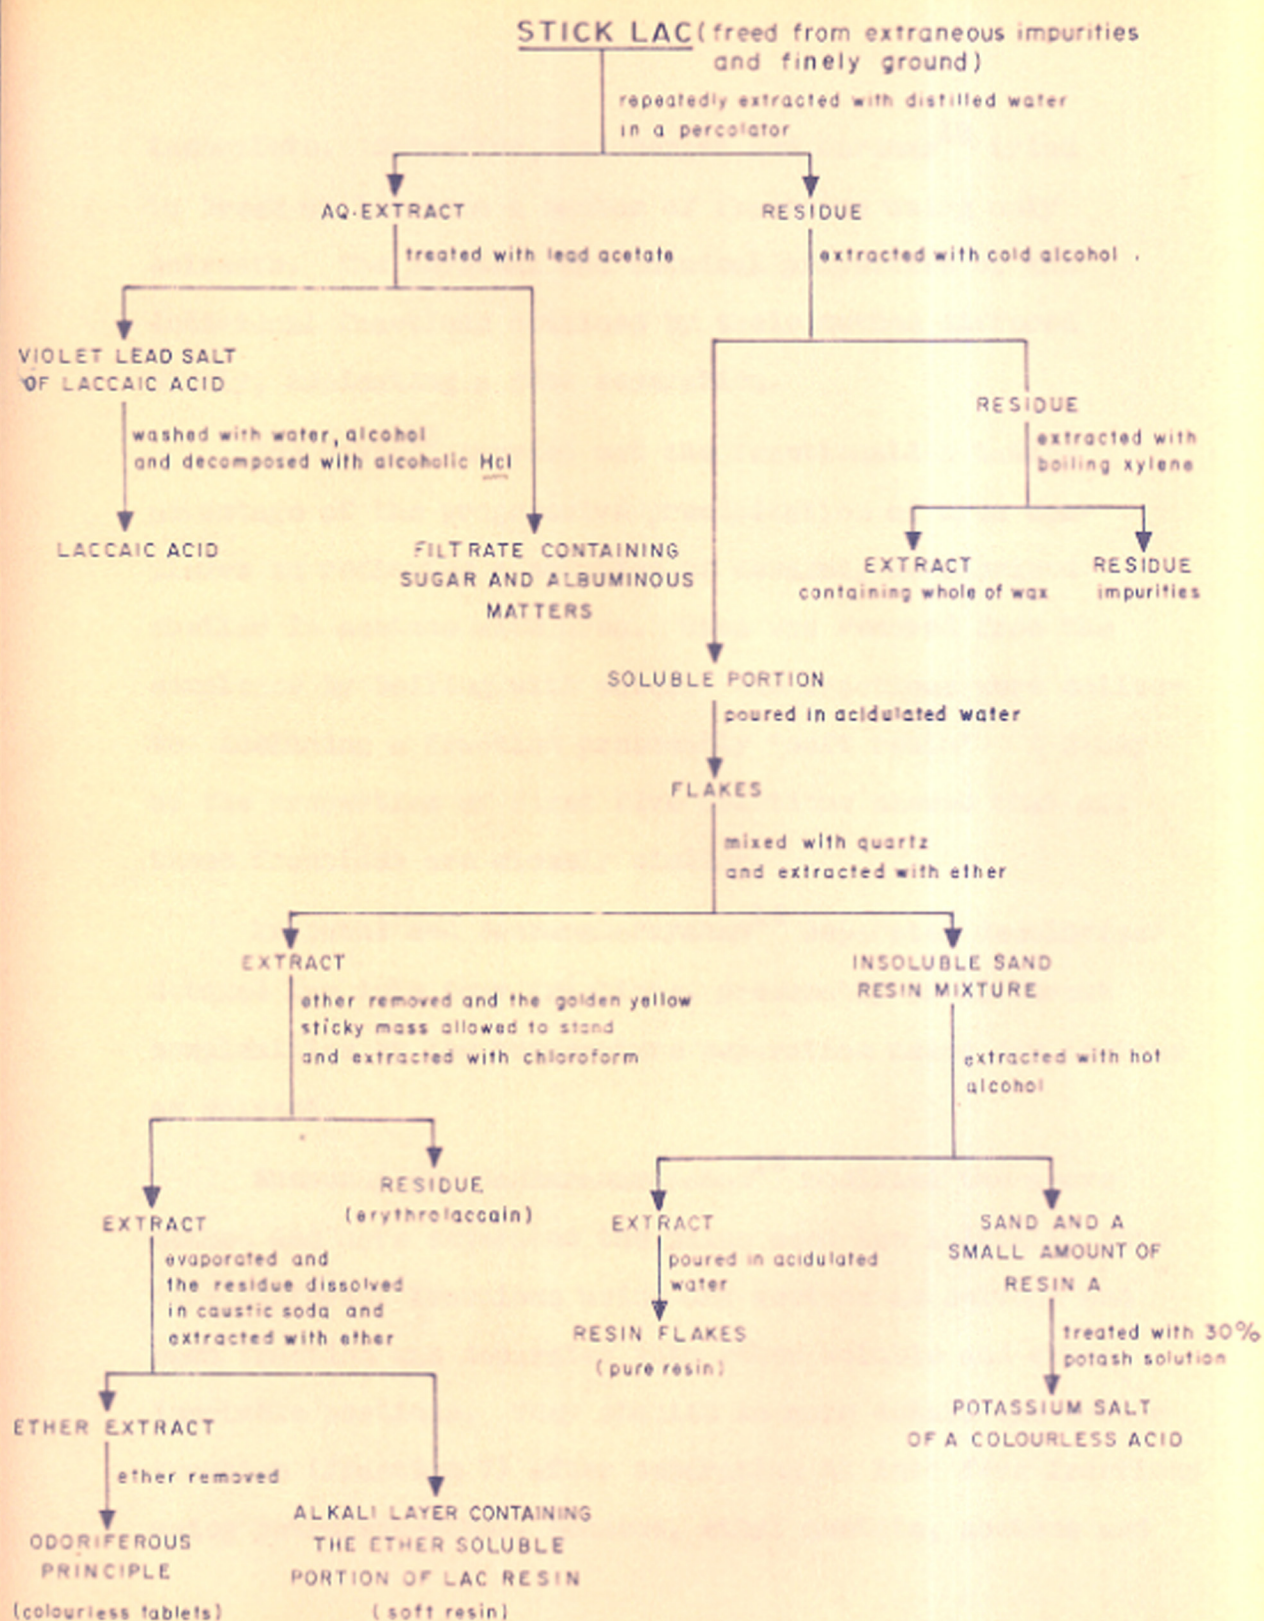 STICK LAC (freed from extraneous impurities
and finely ground)
repeatedly extracted with distilled water
in a percolator
AQ-EXTRACT
RESIDUE
treated with lead acetate
extracted with cold alcohol .
VIOLET LEAD SALT
OF LACCAIC ACID
RESIDUE
washed with water, alcohol
and decomposed with alcoholic Hcl
extracted with
boiling xylene
LACCAIC ACID
FILTRATE CONTAINING
SUGAR AND ALBUMINOUS
MATTERS
EXTRACT
containing whole of wax
RESIDUE
impurities
SOLUBLE PORTION
poured in acidulated water
FLAKES
mixed with quartz
and extracted with ether
EXTRACT
INSOLUBLE SAND
RESIN MIXTURE
ether removed and the golden yellow
sticky mass allowed to stand
and extracted with chloroform
extracted with hot
alcohol
RESIDUE
(erythrolaccain)
EXTRACT
EXTRACT
SAND AND A
SMALL AMOUNT OF
RESIN A
evaporated and
the residue dissolved
in caustic soda and
extracted with ether
poured in acidulated
water
RESIN FLAKES
(pure resin)
treated with 30%
potash solution
POTASSIUM SALT
OF A COLOURLESS ACID
ETHER EXTRACT
ether removed
ODORIFEROUS
PRINCIPLE
(colourless tablets)
ALKALI LAYER CONTAINING
THE ETHER SOLUBLE
PORTION OF LAC RESIN
(soft resin)